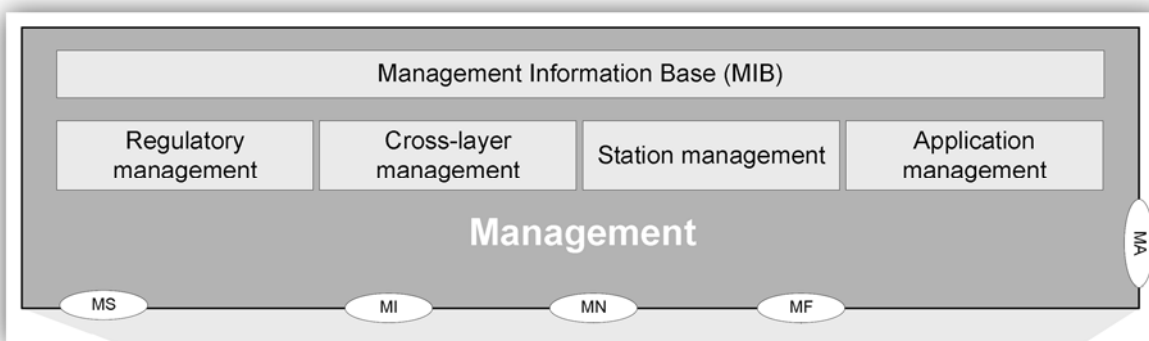 Management Information Base (MIB)
Regulatory
management
Cross-layer
management
Station management
Application
management
Management
MA
MS
MI
MN
MF